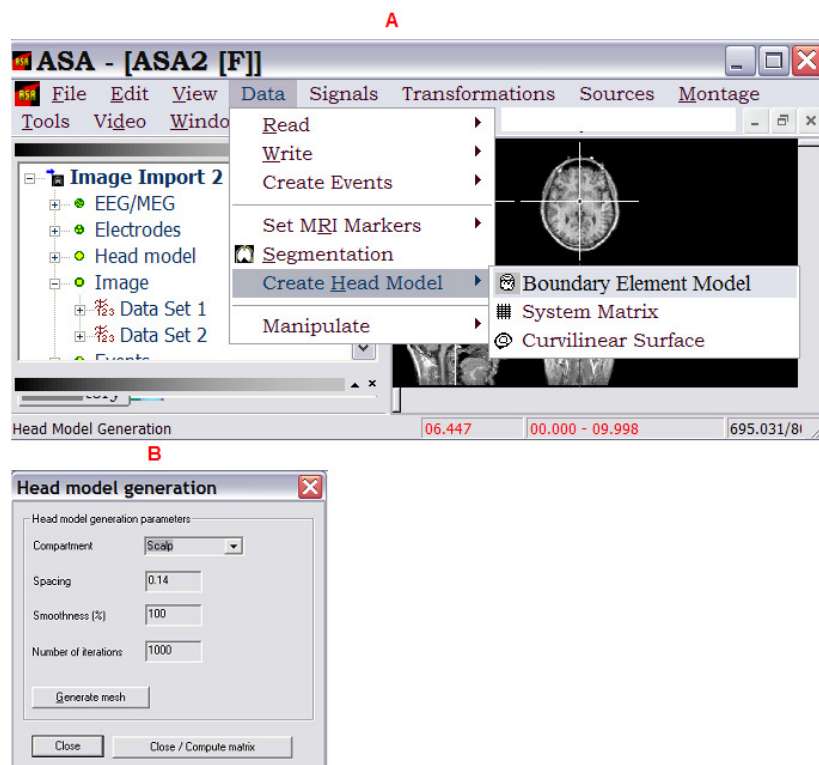 A
ASA - [ASA2 [F]]
File Edit View Data Signals Transformations Sources Montage
Tools Video Windo
Read
Write
Create Events
Set MRI Markers
Segmentation
Create Head Model
Manipulate
Boundary Element Model
System Matrix
Curvilinear Surface
Image Import 2
EEG/MEG
Electrodes
Head model
Image
Data Set 1
Data Set 2
Events
Head Model Generation 06.447 00.000 - 09.998 695.031/8
B
Head model generation
Head model generation parameters
Compartment Scalp
Spacing 0.14
Smoothness (%) 100
Number of iterations 1000
Generate mesh
Close Close / Compute matrix